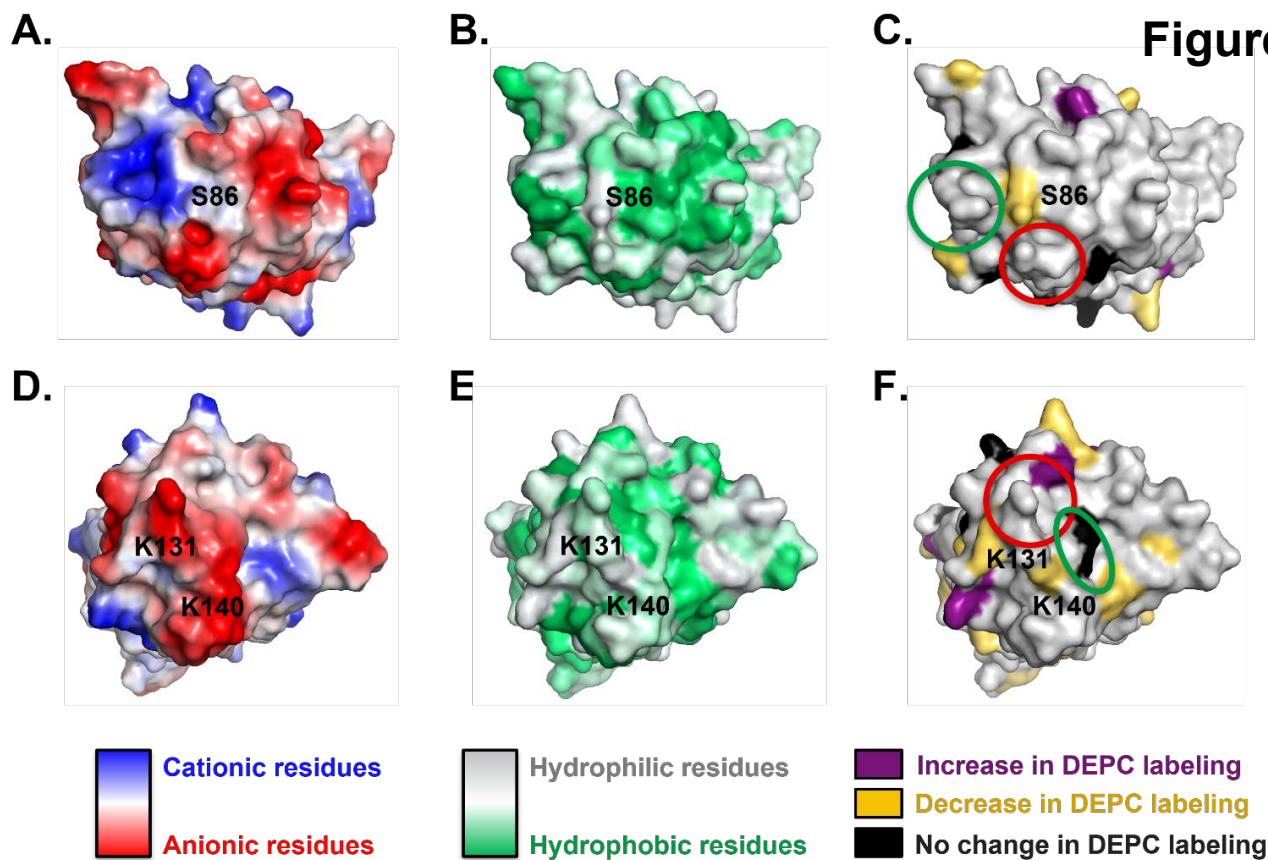 A.
B.
C.
Figure
S86
S86
S86
D.
E
F.
K131
K140
K131
K140
K131
K140
Cationic residues
Anionic residues
Hydrophilic residues
Hydrophobic residues
Increase in DEPC labeling
Decrease in DEPC labeling
No change in DEPC labeling